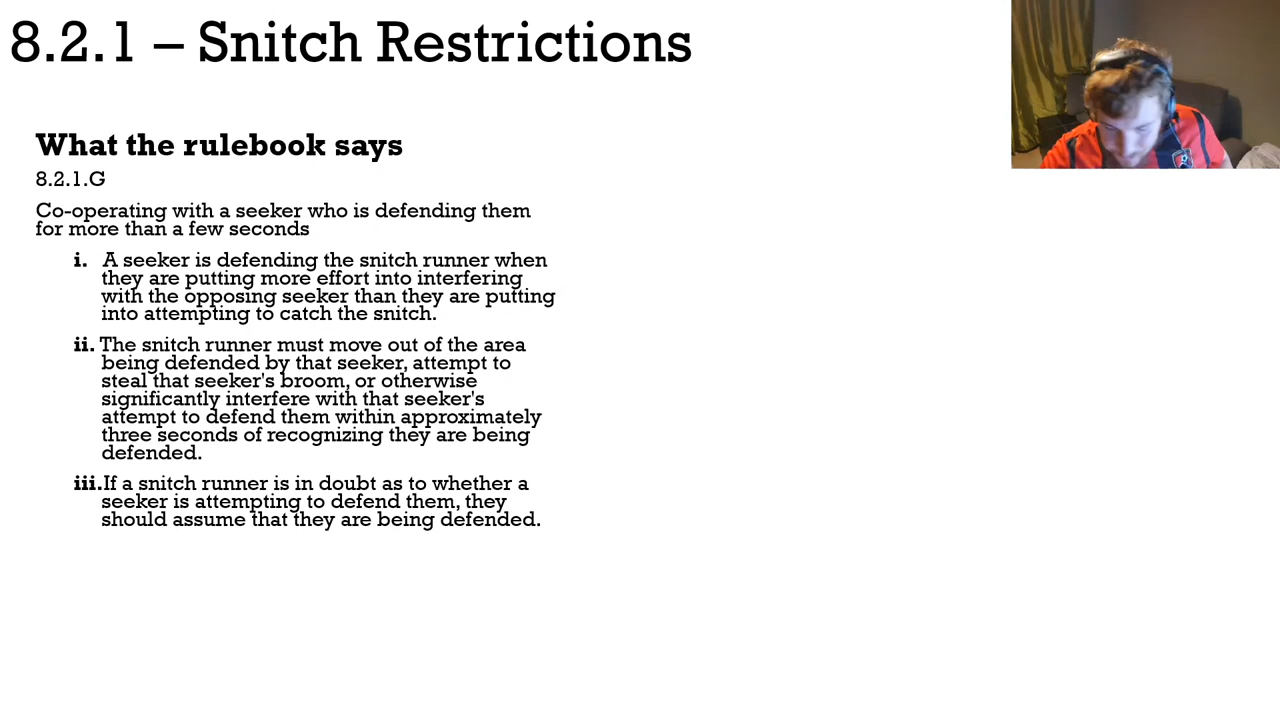 8.2.1 – Snitch Restrictions
What the rulebook says
8.2.1.G
Co-operating with a seeker who is defending them
for more than a few seconds
i. A seeker is defending the snitch runner when
they are putting more effort into interfering
with the opposing seeker than they are putting
into attempting to catch the snitch.
ii. The snitch runner must move out of the area
being defended by that seeker, attempt to
steal that seeker's broom, or otherwise
significantly interfere with that seeker's
attempt to defend them within approximately
three seconds of recognizing they are being
defended.
iii.If a snitch runner is in doubt as to whether a
seeker is attempting to defend them, they
should assume that they are being defended.